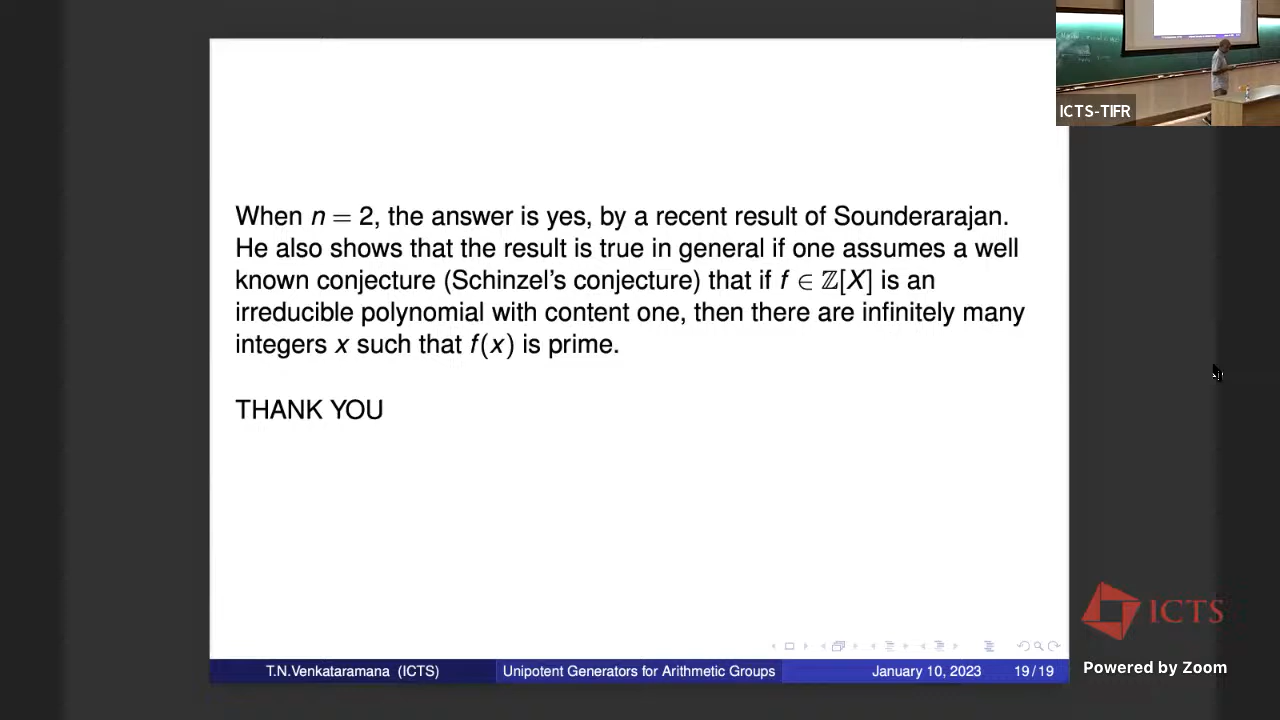 ICTS-TIFR
When n = 2, the answer is yes, by a recent result of Sounderarajan.
He also shows that the result is true in general if one assumes a well
known conjecture (Schinzel's conjecture) that if f ∈ ℤ[X] is an
irreducible polynomial with content one, then there are infinitely many
integers x such that f(x) is prime.
THANK YOU
ICTS
Powered by Zoom
T.N.Venkataramana (ICTS) Unipotent Generators for Arithmetic Groups January 10, 2023 19/19